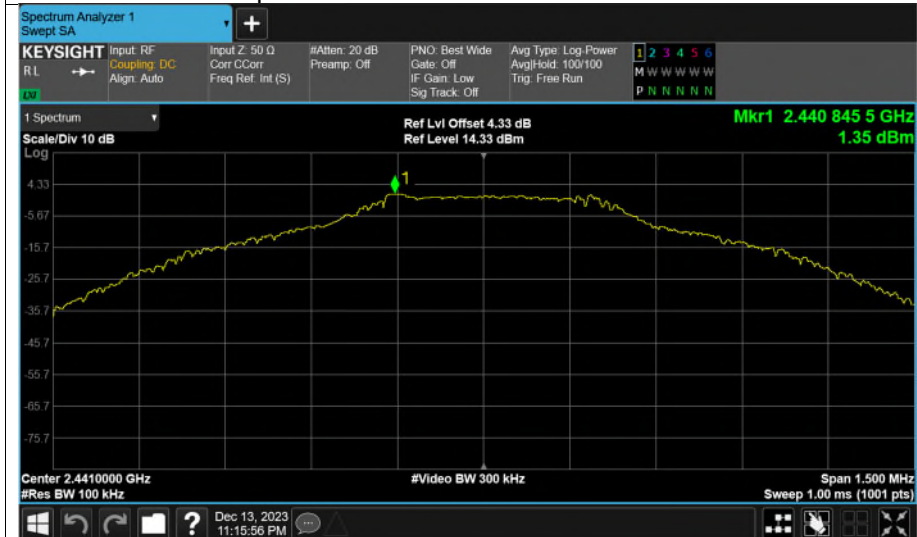 Spectrum Analyzer 1
Swept SA
+
KEYSIGHT Input: RF Input Z: 50 Ω #Atten: 20 dB PNO: Best Wide Avg Type: Log-Power 1 2 3 4 5 6
RL Coupling: DC Corr CCorr Preamp: Off Gate: Off Avg|Hold: 100/100 M W W W W W
Align: Auto Freq Ref: Int (S) IF Gain: Low Trig: Free Run
LXI Sig Track: Off P N N N N N
1 Spectrum Ref Lvl Offset 4.33 dB Mkr1 2.440 845 5 GHz
Scale/Div 10 dB Ref Level 14.33 dBm 1.35 dBm
Log
1
4.33
-5.67
-15.7
-25.7
-35.7
-45.7
-55.7
-65.7
-75.7
Center 2.4410000 GHz #Video BW 300 kHz Span 1.500 MHz
#Res BW 100 kHz Sweep 1.00 ms (1001 pts)
? Dec 13, 2023
11:15:56 PM